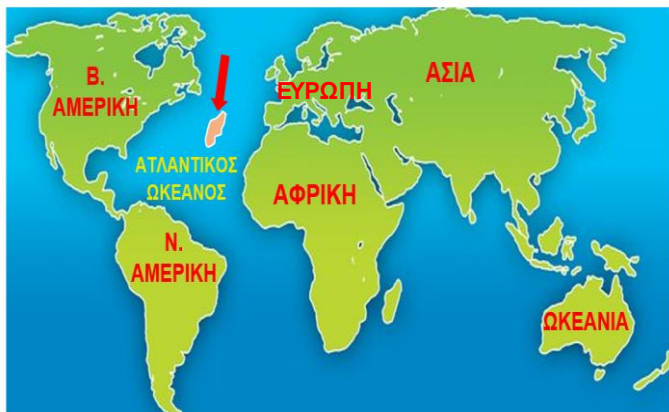 Β.
ΑΜΕΡΙΚΗ
ΕΥΡΩΠΗ
ΑΣΙΑ
ΑΤΛΑΝΤΙΚΟΣ
ΩΚΕΑΝΟΣ
ΑΦΡΙΚΗ
Ν.
ΑΜΕΡΙΚΗ
ΩΚΕΑΝΙΑ